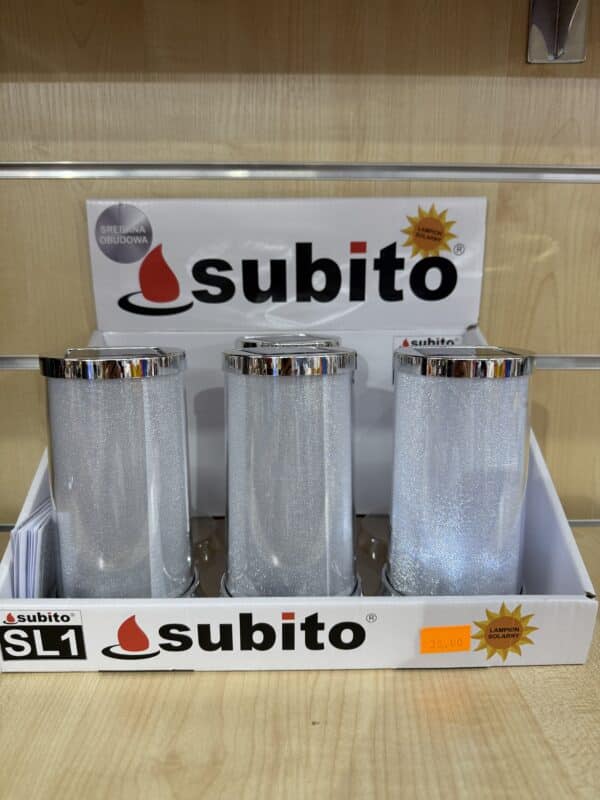 SREBRNA
OBUDOWA
LAMPION
SOLARNY
subito®
subito
subito®
SL1
subito®
LAMPION
SOLARNY